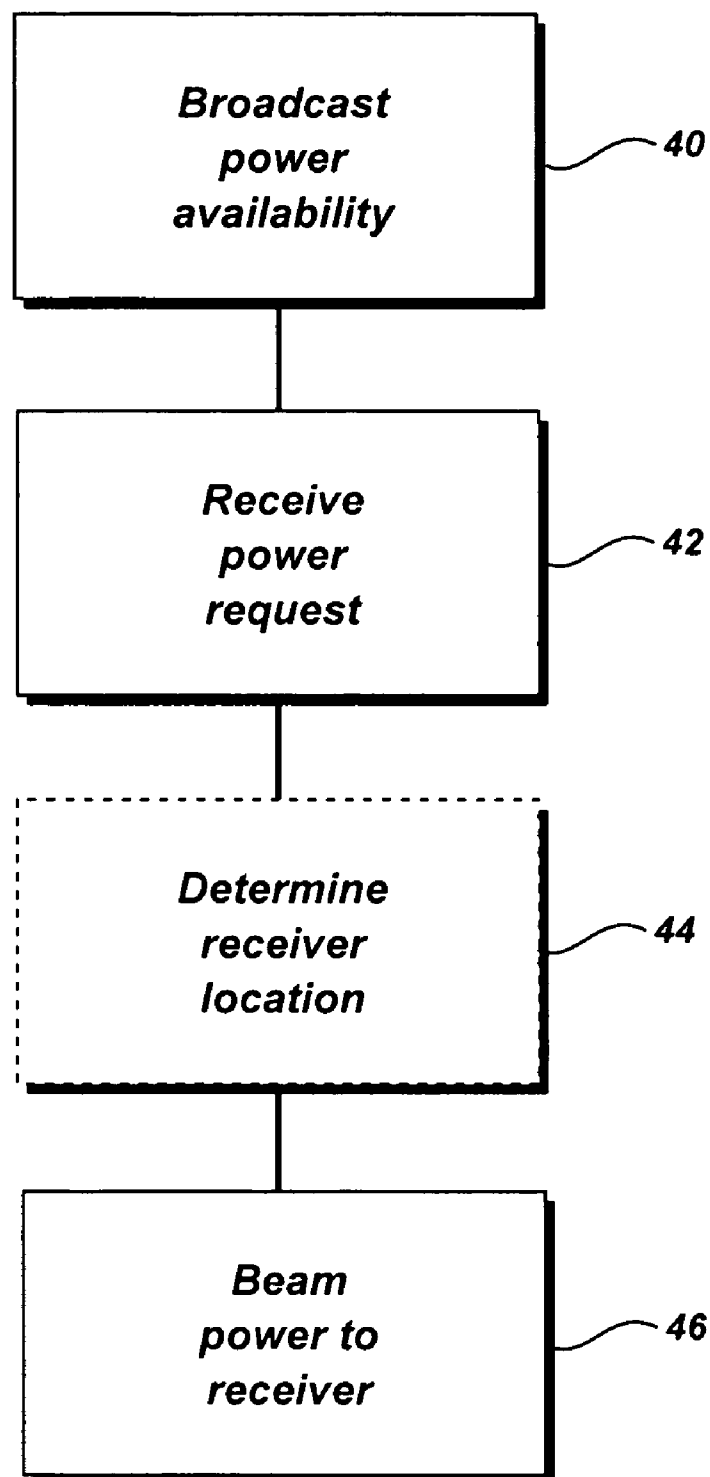 Broadcast
power
availability
40
Receive
power
request
42
Determine
receiver
location
44
Beam
power to
receiver
46